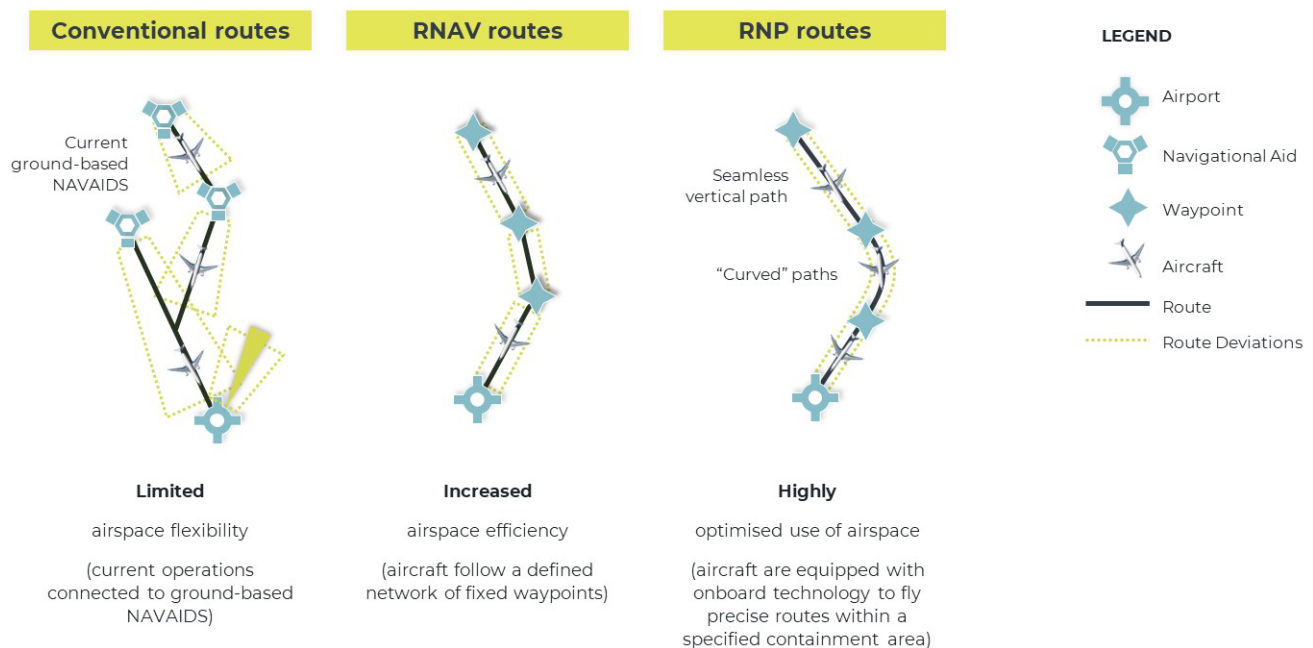 Conventional routes
RNAV routes
RNP routes
LEGEND
Airport
Navigational Aid
Waypoint
Aircraft
Route
Route Deviations
Current
ground-based
NAVAIDS
Seamless
vertical path
“Curved” paths
Limited
airspace flexibility
(current operations
connected to ground-based
NAVAIDS)
Increased
airspace efficiency
(aircraft follow a defined
network of fixed waypoints)
Highly
optimised use of airspace
(aircraft are equipped with
onboard technology to fly
precise routes within a
specified containment area)